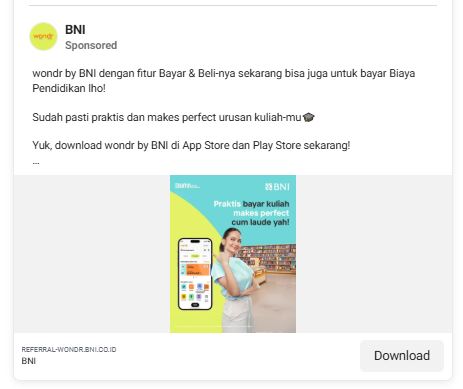 wondr
BNI
Sponsored
wondr by BNI dengan fitur Bayar & Beli-nya sekarang bisa juga untuk bayar Biaya
Pendidikan lho!
Sudah pasti praktis dan makes perfect urusan kuliah-mu🎓
Yuk, download wondr by BNI di App Store dan Play Store sekarang!
...
BNI
Praktis bayar kuliah
makes perfect
cum laude yah!
REFERRAL-WONDR.BNI.CO.ID
BNI
Download